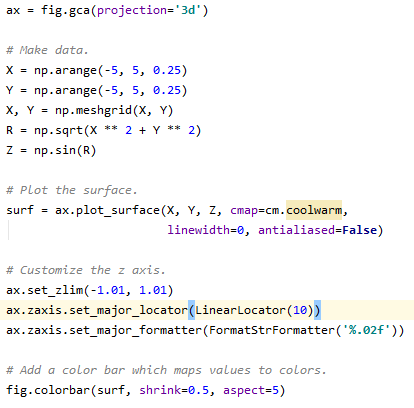 ax = fig.gca(projection='3d')
# Make data.
X = np.arange(-5, 5, 0.25)
Y = np.arange(-5, 5, 0.25)
X, Y = np.meshgrid(X, Y)
R = np.sqrt(X ** 2 + Y ** 2)
Z = np.sin(R)
# Plot the surface.
surf = ax.plot_surface(X, Y, Z, cmap=cm.coolwarm,
linewidth=0, antialiased=False)
# Customize the z axis.
ax.set_zlim(-1.01, 1.01)
ax.zaxis.set_major_locator(LinearLocator(10))
ax.zaxis.set_major_formatter(FormatStrFormatter('%.02f'))
# Add a color bar which maps values to colors.
fig.colorbar(surf, shrink=0.5, aspect=5)